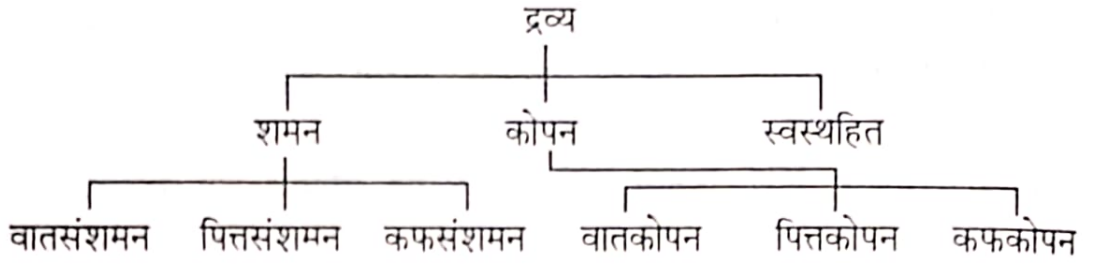 द्रव्य
शमन कोपन स्वस्थहित
वातसंशमन पित्तसंशमन कफसंशमन वातकोपन पित्तकोपन कफकोपन